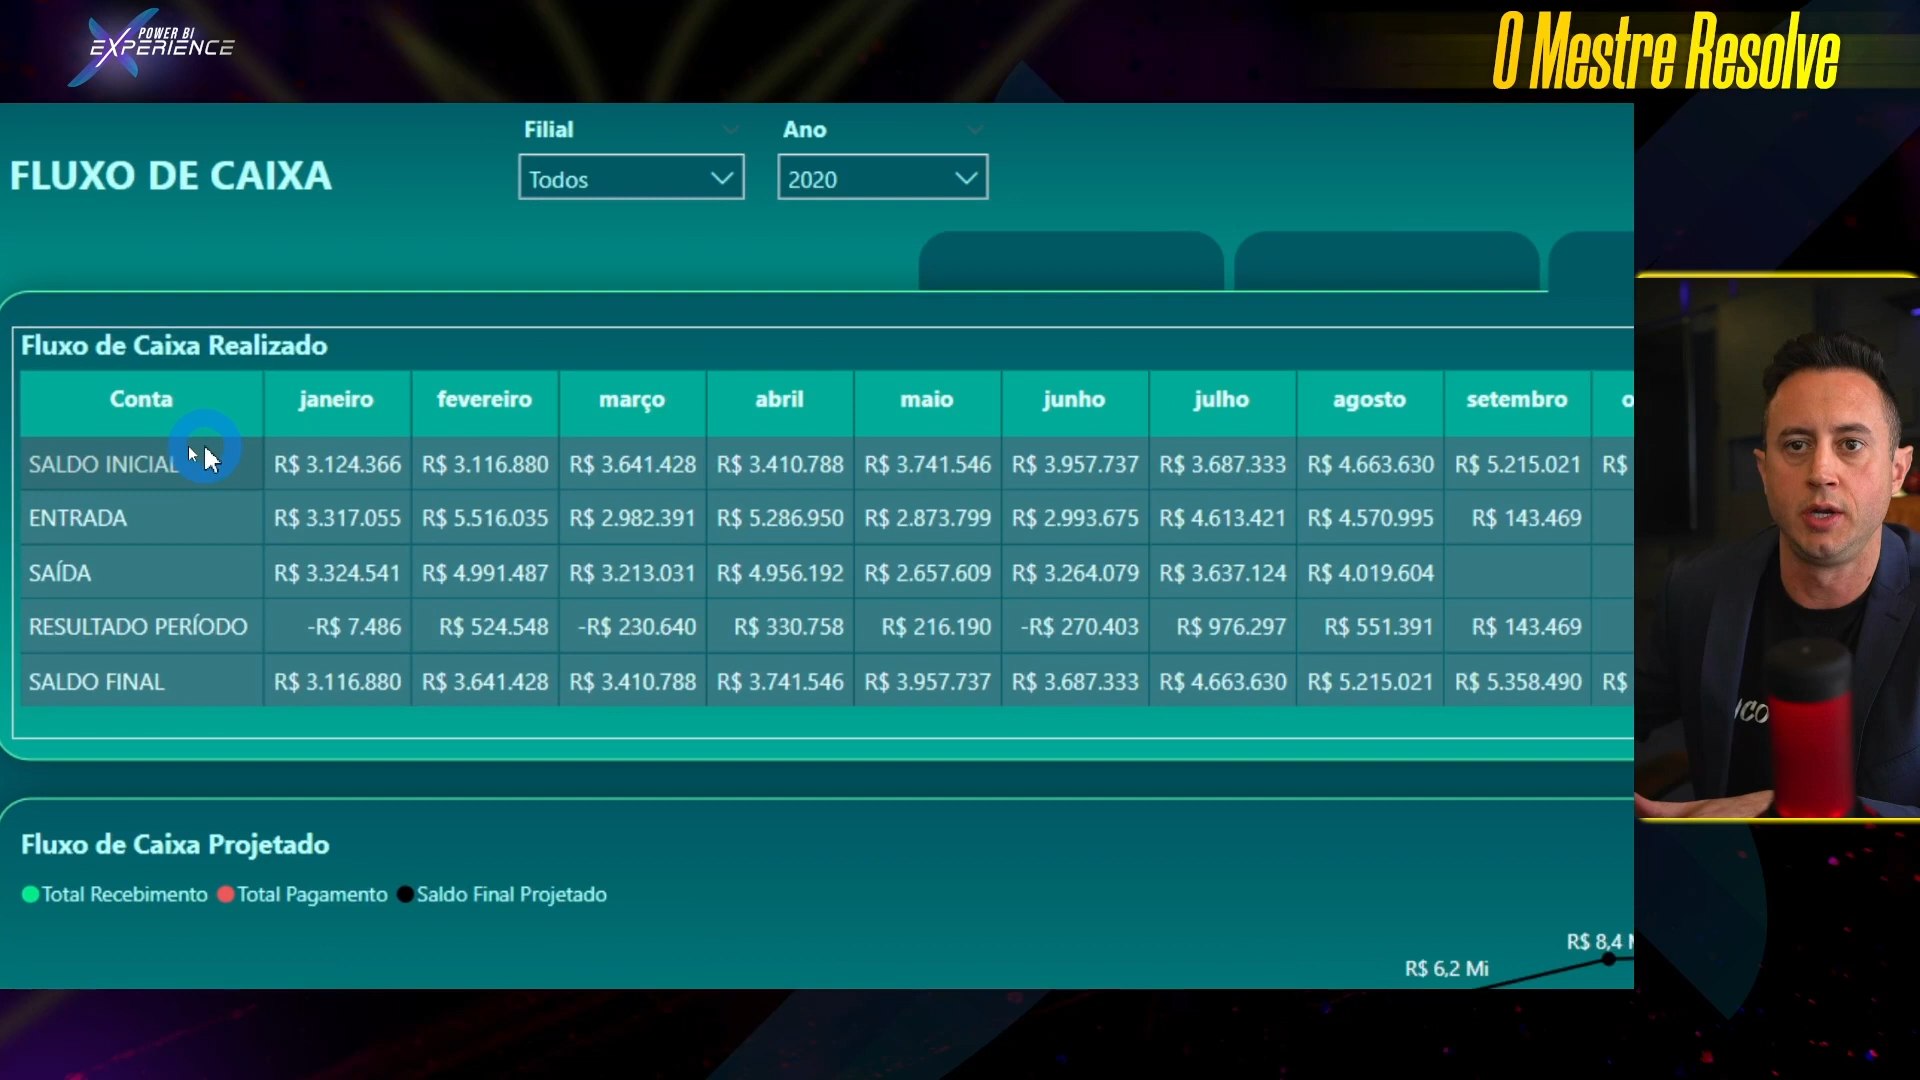 POWER BI
EXPERIENCE
O Mestre Resolve
Filial
Ano
FLUXO DE CAIXA
Todos
2020
Fluxo de Caixa Realizado
Conta janeiro fevereiro março abril maio junho julho agosto setembro o
SALDO INICIAL R$ 3.124.366 R$ 3.116.880 R$ 3.641.428 R$ 3.410.788 R$ 3.741.546 R$ 3.957.737 R$ 3.687.333 R$ 4.663.630 R$ 5.215.021 R$
ENTRADA R$ 3.317.055 R$ 5.516.035 R$ 2.982.391 R$ 5.286.950 R$ 2.873.799 R$ 2.993.675 R$ 4.613.421 R$ 4.570.995 R$ 143.469
SAÍDA R$ 3.324.541 R$ 4.991.487 R$ 3.213.031 R$ 4.956.192 R$ 2.657.609 R$ 3.264.079 R$ 3.637.124 R$ 4.019.604
RESULTADO PERÍODO -R$ 7.486 R$ 524.548 -R$ 230.640 R$ 330.758 R$ 216.190 -R$ 270.403 R$ 976.297 R$ 551.391 R$ 143.469
SALDO FINAL R$ 3.116.880 R$ 3.641.428 R$ 3.410.788 R$ 3.741.546 R$ 3.957.737 R$ 3.687.333 R$ 4.663.630 R$ 5.215.021 R$ 5.358.490 R$
Fluxo de Caixa Projetado
Total Recebimento Total Pagamento Saldo Final Projetado
R$ 8,4
R$ 6,2 Mi